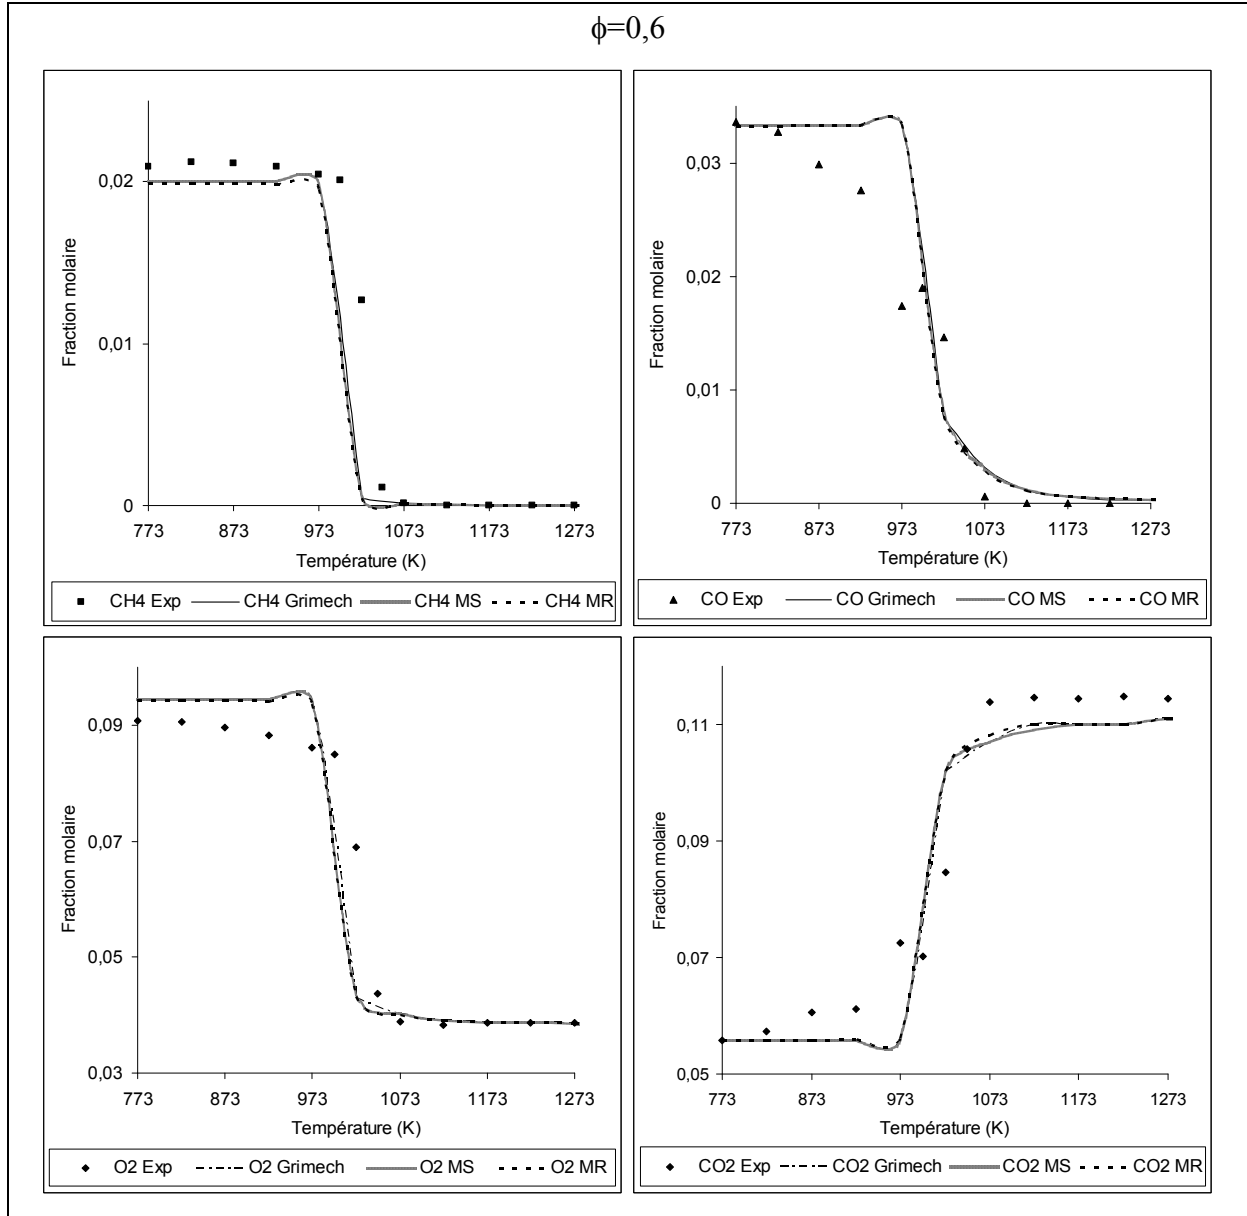 ϕ=0,6
Fraction molaire
0,02
0,01
0
773 873 973 1073 1173 1273
Température (K)
CH4 Exp CH4 Grimech CH4 MS CH4 MR
Fraction molaire
0,03
0,02
0,01
0
773 873 973 1073 1173 1273
Température (K)
CO Exp CO Grimech CO MS CO MR
Fraction molaire
0,09
0,07
0,05
0,03
773 873 973 1073 1173 1273
Température (K)
O2 Exp O2 Grimech O2 MS O2 MR
Fraction molaire
0,11
0,09
0,07
0,05
773 873 973 1073 1173 1273
Température (K)
CO2 Exp CO2 Grimech CO2 MS CO2 MR